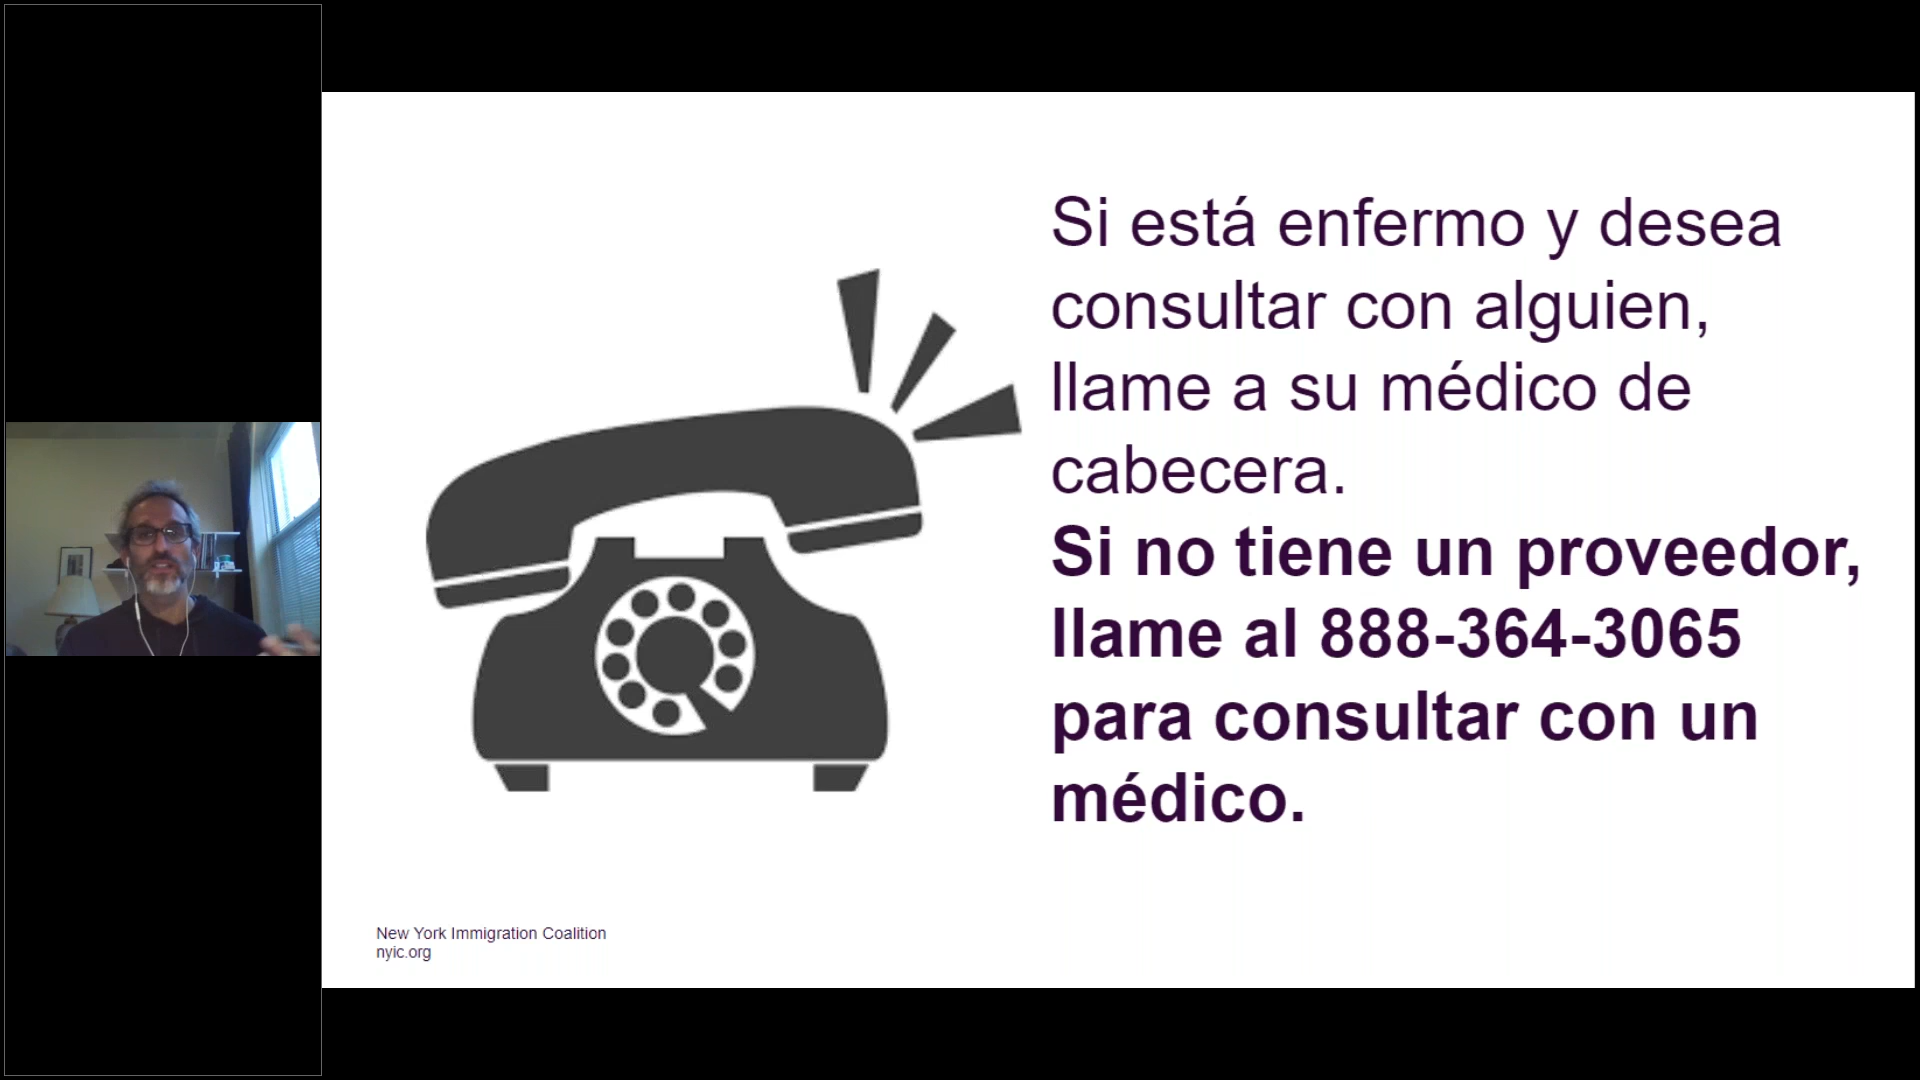 Si está enfermo y desea
consultar con alguien,
llame a su médico de
cabecera.
Si no tiene un proveedor,
llame al 888-364-3065
para consultar con un
médico.
New York Immigration Coalition
nyic.org